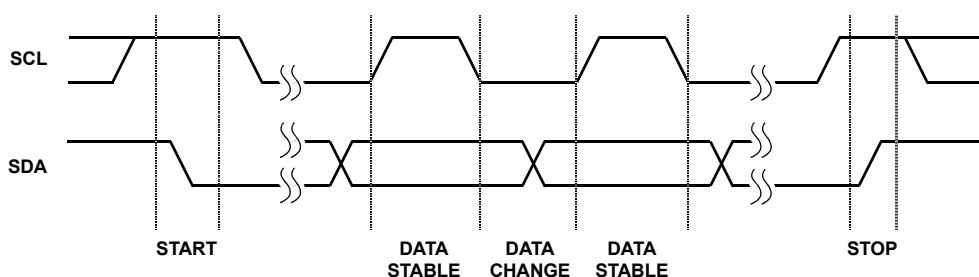 SCL
SDA
START
DATA
STABLE
DATA
CHANGE
DATA
STABLE
STOP